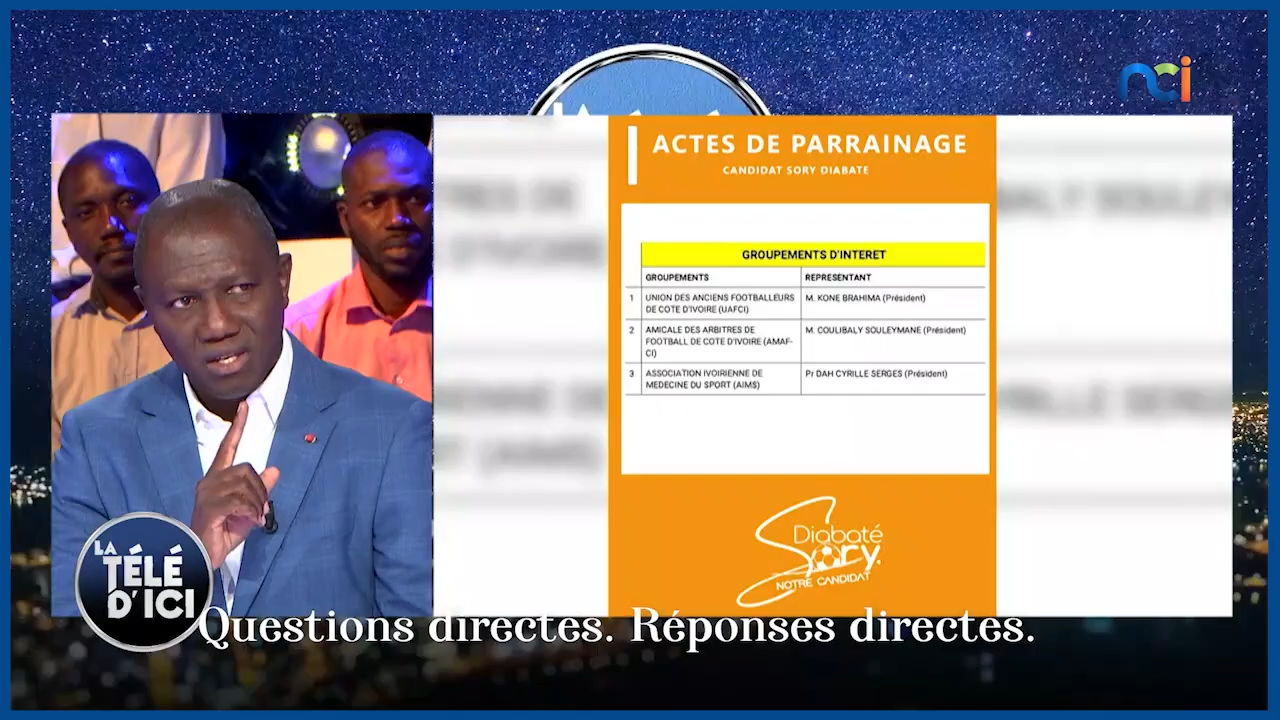 nci
LA
ACTES DE PARRAINAGE
CANDIDAT SORY DIABATE
GROUPEMENTS D'INTERET
GROUPEMENTS REPRESENTANT
1 UNION DES ANCIENS FOOTBALLEURS DE COTE D'IVOIRE (UAFCI) M. KONE BRAHIMA (Président)
2 AMICALE DES ARBITRES DE FOOTBALL DE COTE D'IVOIRE (AMAF-CI) M. COULIBALY SOULEYMANE (Président)
3 ASSOCIATION IVOIRIENNE DE MEDECINE DU SPORT (AIMS) Pr DAH CYRILLE SERGES (Président)
Diabaté
Sory.
NOTRE CANDIDAT
LA
TÉLÉ
D'ICI
Questions directes. Réponses directes.